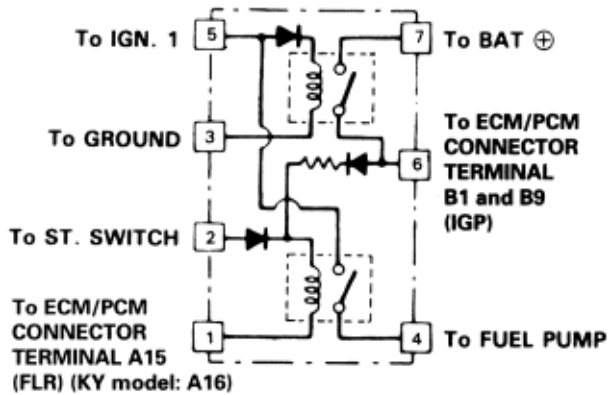 To IGN. 1
5
7
To BAT ⊕
To GROUND
3
To ECM/PCM
CONNECTOR
TERMINAL
B1 and B9
(IGP)
6
To ST. SWITCH
2
To ECM/PCM
CONNECTOR
TERMINAL A15
(FLR) (KY model: A16)
1
4
To FUEL PUMP